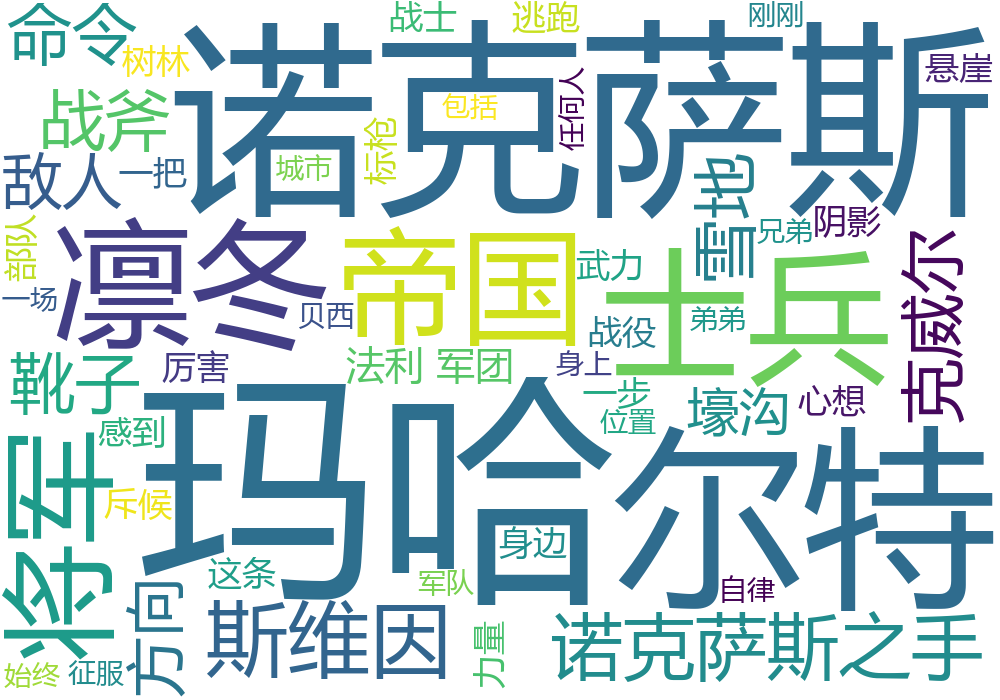 命令
战士
逃跑
刚刚
诺克萨斯
树林
悬崖
战斧
包括
任何人
标枪
敌人
一把
城市
雪地
部队
凛冬
帝国
兄弟
阴影
武力
士兵
克威尔
一场
贝西
战役
弟弟
靴子
厉害
法利
军团
身上
一步
心想
壕沟
位置
感到
玛哈尔特
将军
斥候
身边
这条
军队
自律
方向
斯维因
力量
诺克萨斯之手
始终
征服